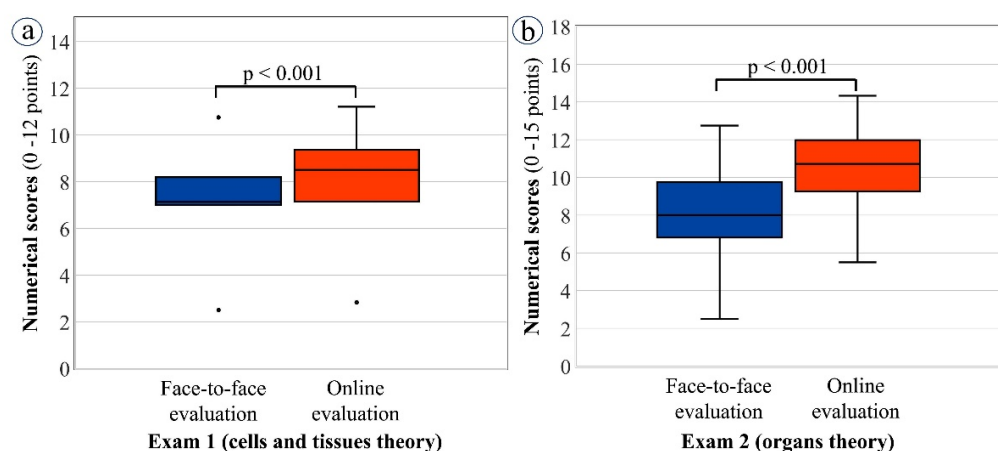 a
Numerical scores (0 -12 points)
14
12
10
8
6
4
2
0
p < 0.001
Face-to-face
evaluation
Online
evaluation
Exam 1 (cells and tissues theory)
b
Numerical scores (0 -15 points)
18
16
14
12
10
8
6
4
2
0
p < 0.001
Face-to-face
evaluation
Online
evaluation
Exam 2 (organs theory)